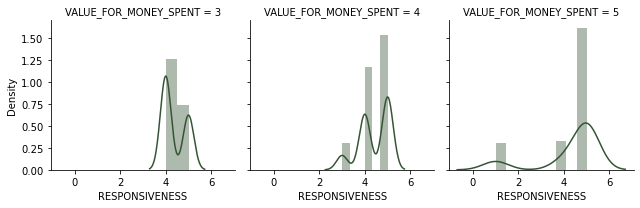 VALUE_FOR_MONEY_SPENT = 3
VALUE_FOR_MONEY_SPENT = 4
VALUE_FOR_MONEY_SPENT = 5
Density
1.50
1.25
1.00
0.75
0.50
0.25
0.00
0 2 4 6
0 2 4 6
0 2 4 6
RESPONSIVENESS
RESPONSIVENESS
RESPONSIVENESS